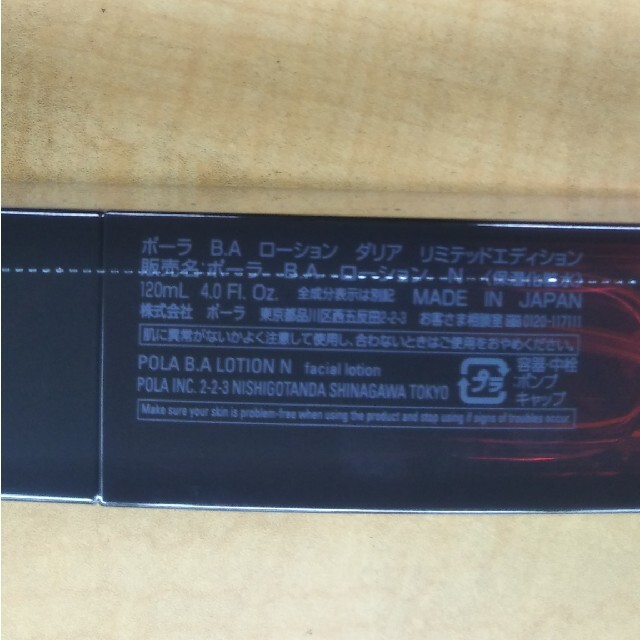 ポーラ B.A ローション ダリア リミテッドエディション
販売名:ポーラ B.A ローション N
120mL 4.0 Fl. Oz. 全成分表示は別記 MADE IN JAPAN
株式会社 ポーラ 東京都品川区西五反田2-2-3 お客さま相談室
肌に異常がないかよく注意して使用し、合わないときはご使用をおやめください。
POLA B.A LOTION N facial lotion
POLA INC. 2-2-3 NISHIGOTANDA SHINAGAWA TOKYO
Make sure your skin is problem-free when using the product and stop using if signs of trouble occur.
プラ
容器・中栓
ポンプ
キャップ